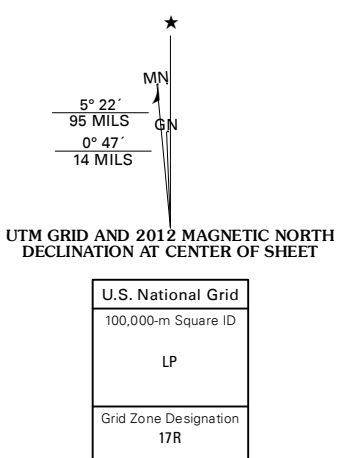 ★
MN
5° 22´
95 MILS
GN
0° 47´
14 MILS
UTM GRID AND 2012 MAGNETIC NORTH
DECLINATION AT CENTER OF SHEET
U.S. National Grid
100,000-m Square ID
LP
Grid Zone Designation
17R